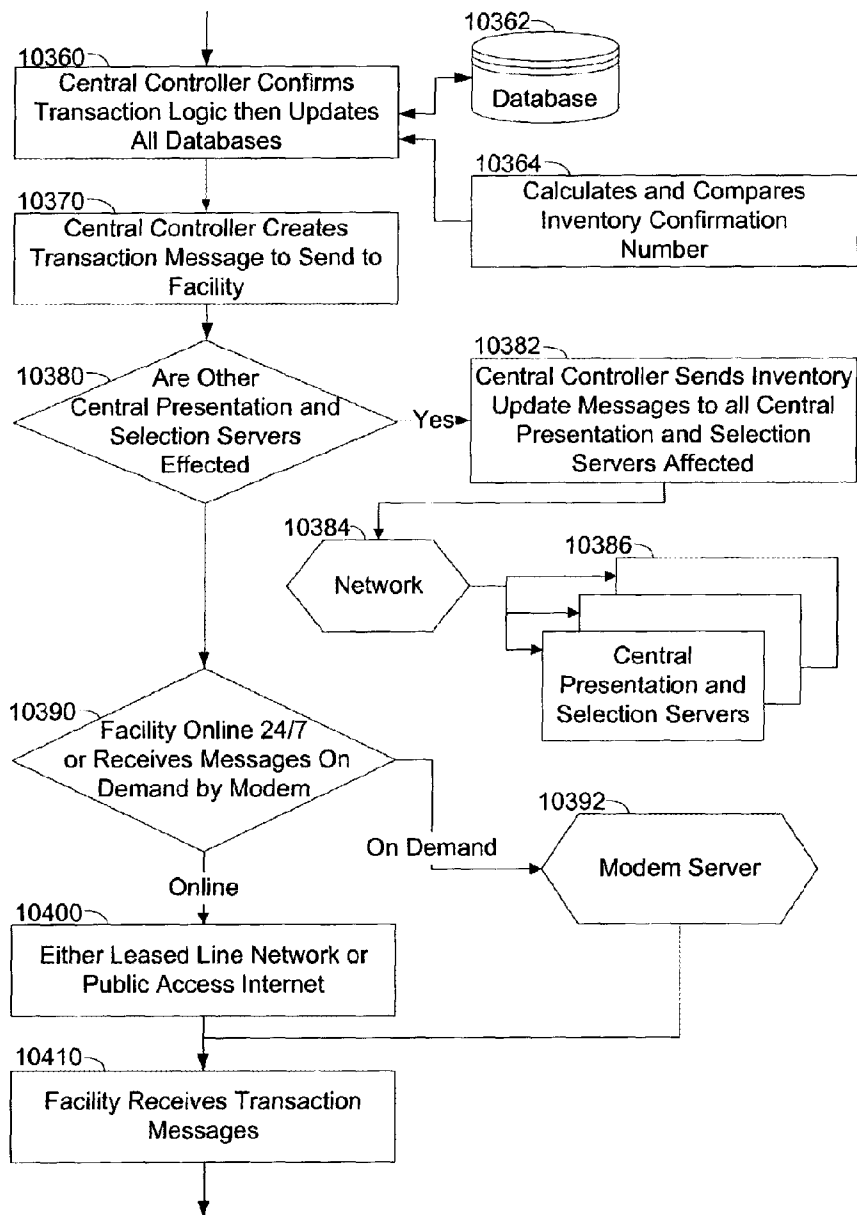 10360
Central Controller Confirms
Transaction Logic then Updates
All Databases
10362
Database
10364
Calculates and Compares
Inventory Confirmation
Number
10370
Central Controller Creates
Transaction Message to Send to
Facility
10380
Are Other
Central Presentation and
Selection Servers
Effected
Yes
10382
Central Controller Sends Inventory
Update Messages to all Central
Presentation and Selection
Servers Affected
10384
Network
10386
Central
Presentation and
Selection Servers
10390
Facility Online 24/7
or Receives Messages On
Demand by Modem
On Demand
10392
Modem Server
Online
10400
Either Leased Line Network or
Public Access Internet
10410
Facility Receives Transaction
Messages